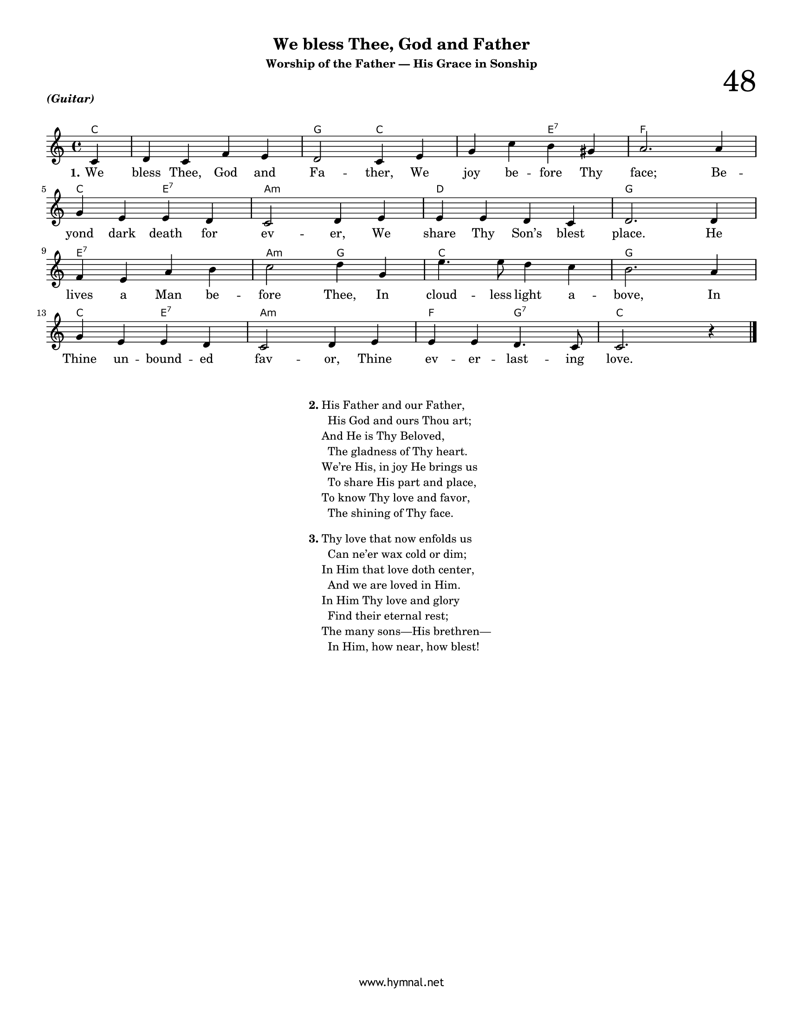 We bless Thee, God and Father
Worship of the Father — His Grace in Sonship
48
(Guitar)
C G C E7 F
1. We bless Thee, God and Fa - ther, We joy be - fore Thy face; Be -
5 C E7 Am D G
yond dark death for ev - er, We share Thy Son's blest place. He
9 E7 Am G C G
lives a Man be - fore Thee, In cloud - less light a - bove, In
13 C E7 Am F G7 C
Thine un - bound - ed fav - or, Thine ev - er - last - ing love.
2. His Father and our Father,
His God and ours Thou art;
And He is Thy Beloved,
The gladness of Thy heart.
We're His, in joy He brings us
To share His part and place,
To know Thy love and favor,
The shining of Thy face.
3. Thy love that now enfolds us
Can ne'er wax cold or dim;
In Him that love doth center,
And we are loved in Him.
In Him Thy love and glory
Find their eternal rest;
The many sons—His brethren—
In Him, how near, how blest!
www.hymnal.net